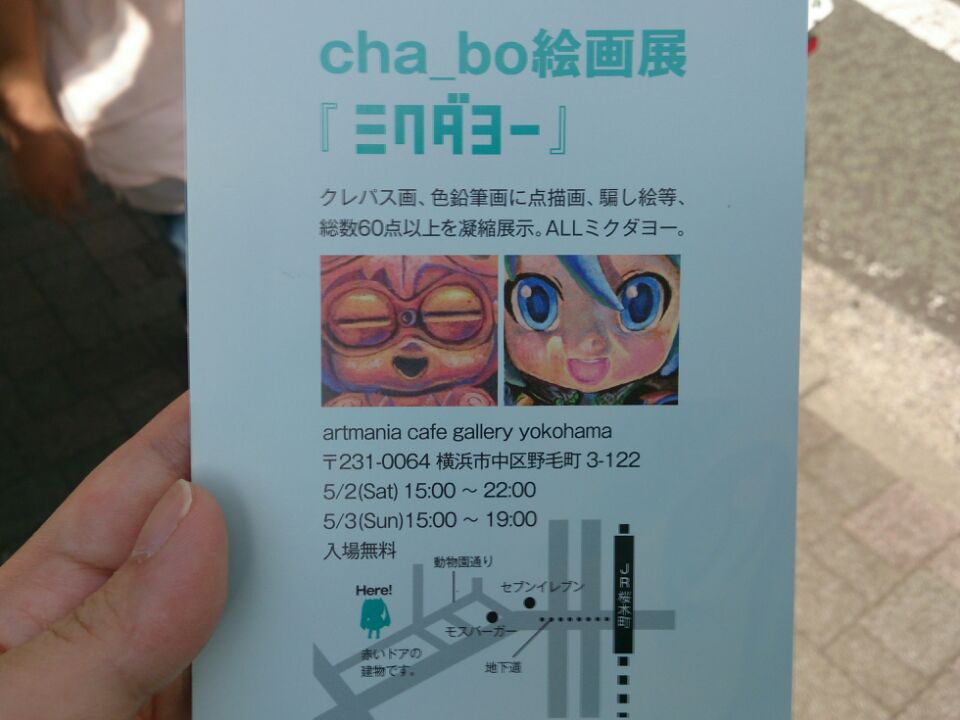 cha_bo絵画展
『ミクダヨー』
クレパス画、色鉛筆画に点描画、騙し絵等、
総数60点以上を凝縮展示。ALLミクダヨー。
artmania cafe gallery yokohama
〒231-0064 横浜市中区野毛町 3-122
5/2(Sat) 15:00 ～ 22:00
5/3(Sun)15:00 ～ 19:00
入場無料
動物園通り
Here!
セブンイレブン
モスバーガー
JR桜木町
赤いドアの
建物です。
地下道